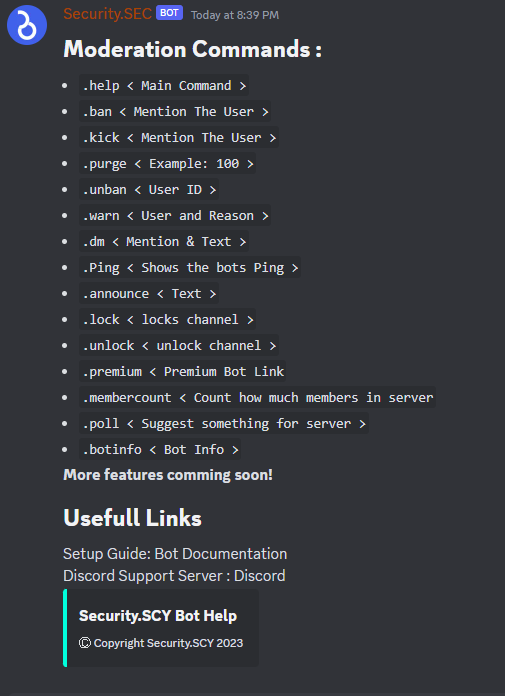 Security.SEC BOT Today at 8:39 PM
Moderation Commands :
.help < Main Command >
.ban < Mention The User >
.kick < Mention The User >
.purge < Example: 100 >
.unban < User ID >
.warn < User and Reason >
.dm < Mention & Text >
.Ping < Shows the bots Ping >
.announce < Text >
.lock < locks channel >
.unlock < unlock channel >
.premium < Premium Bot Link
.membercount < Count how much members in server
.poll < Suggest something for server >
.botinfo < Bot Info >
More features comming soon!
Usefull Links
Setup Guide: Bot Documentation
Discord Support Server : Discord
Security.SCY Bot Help
© Copyright Security.SCY 2023